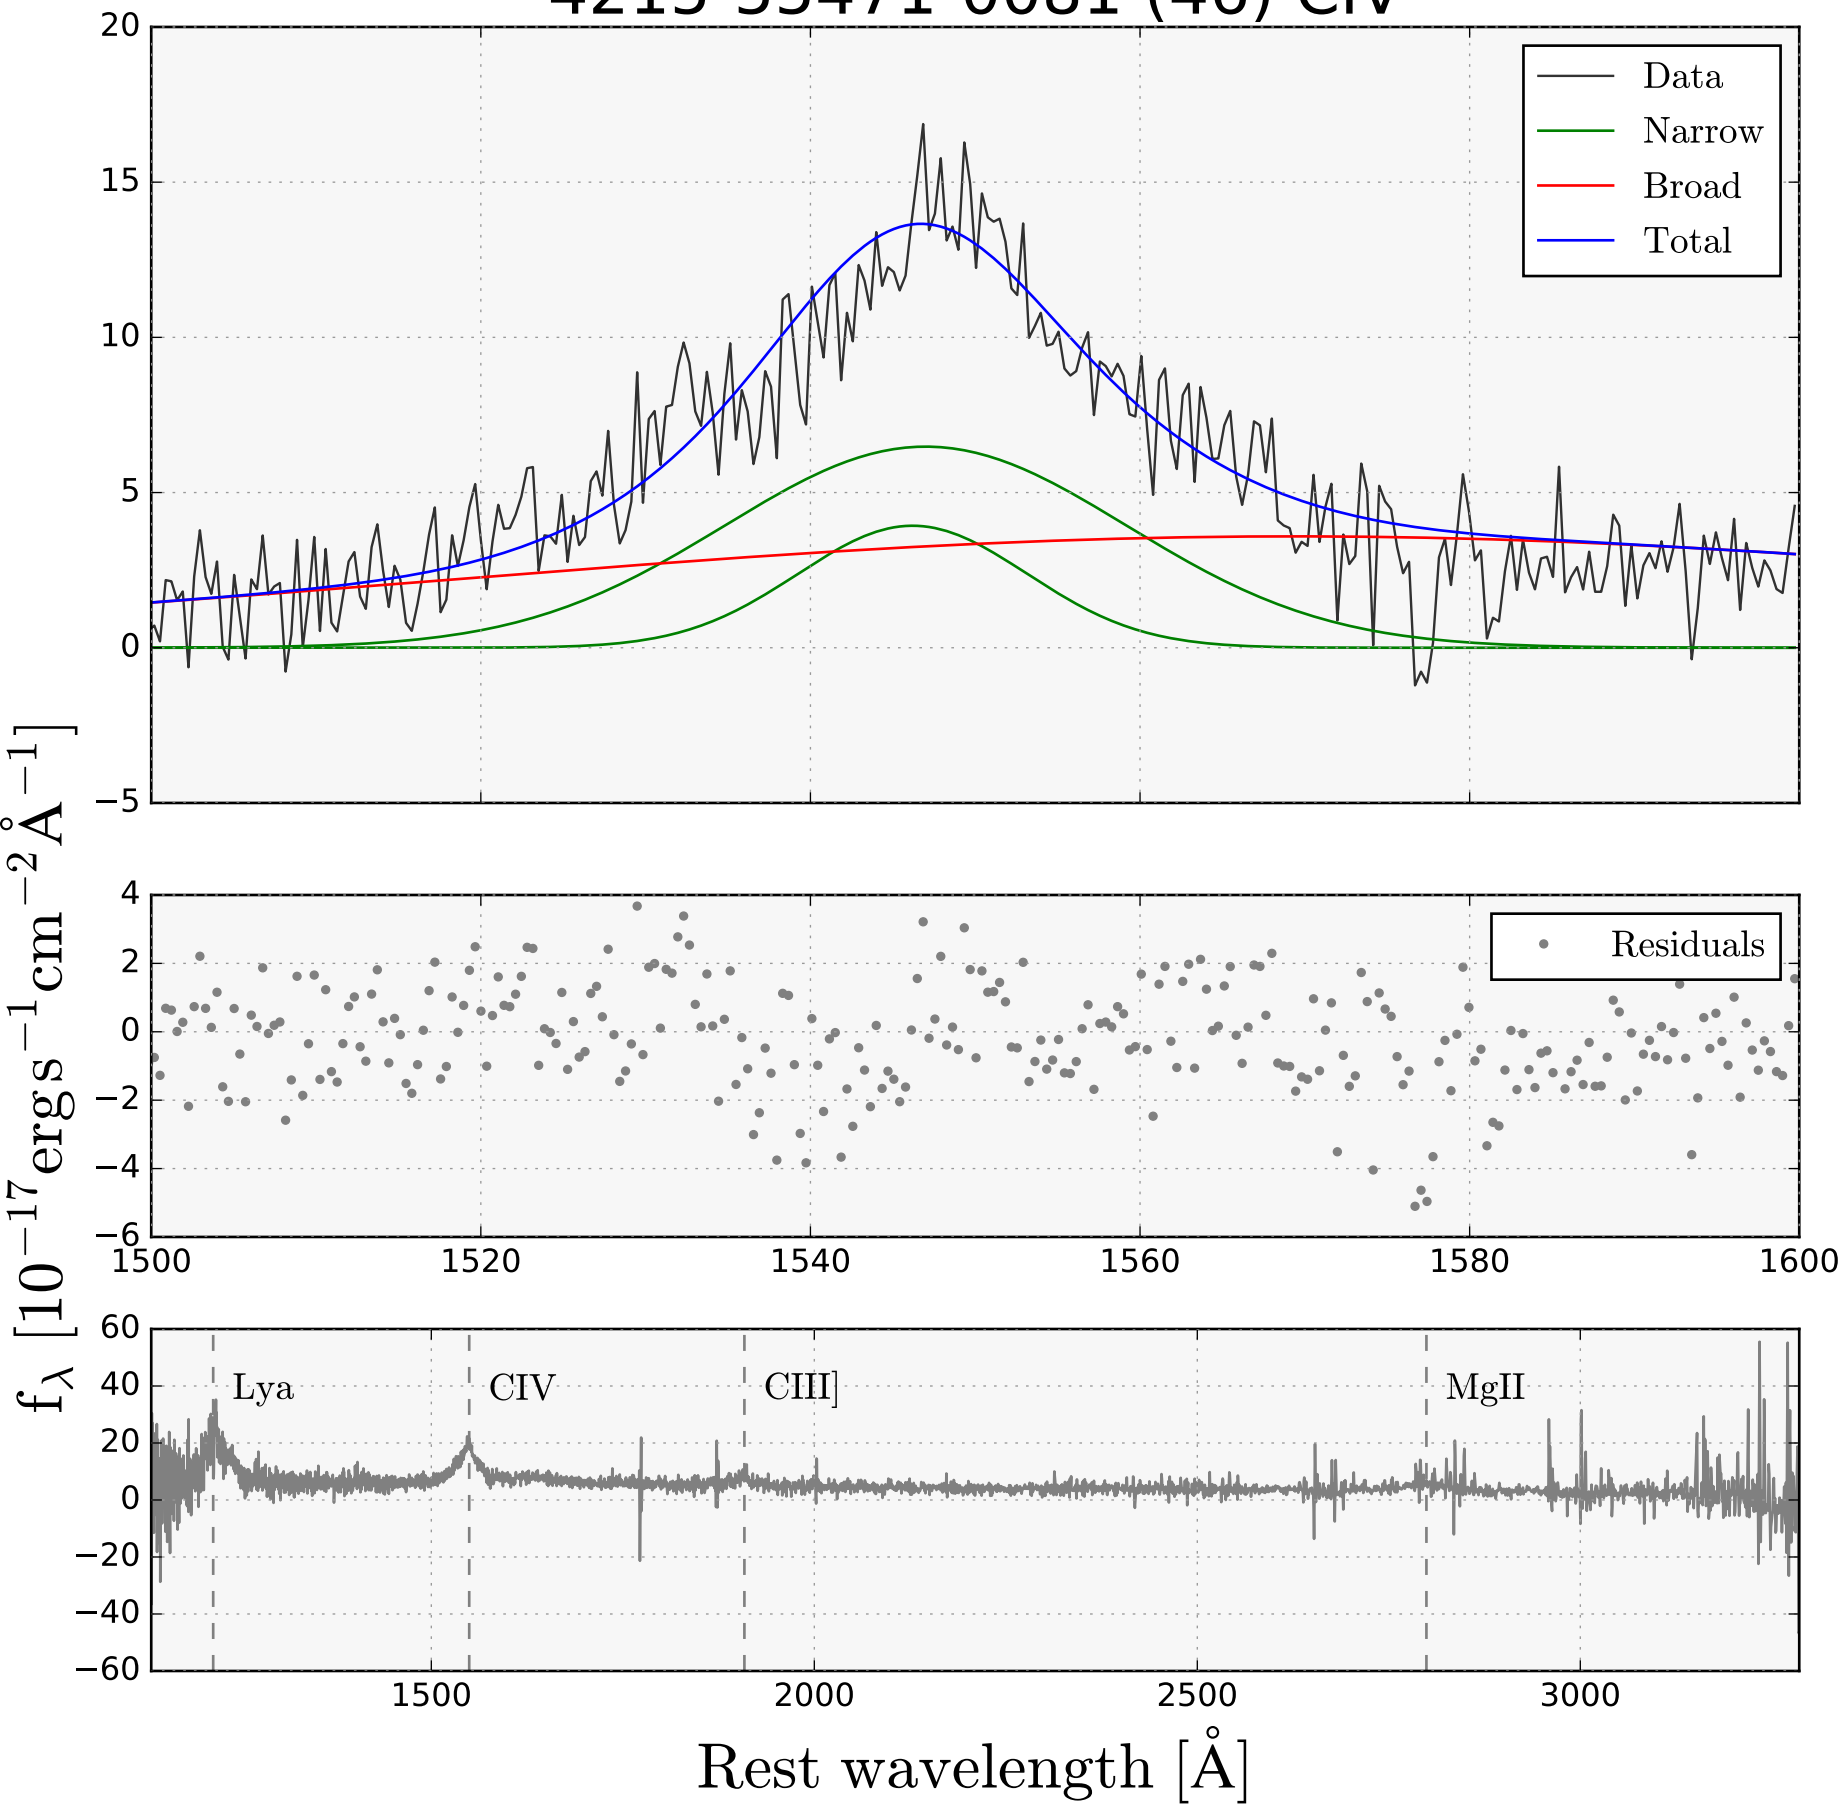 20
15
10
5
0
−5
Data
Narrow
Broad
Total
4
2
0
−2
−4
−6
Residuals
1500 1520 1540 1560 1580 1600
60
40
20
0
−20
−40
−60
Lya CIV CIII] MgII
1500 2000 2500 3000
Rest wavelength [Å]
f_λ [10^−17 erg s^−1 cm^−2 Å^−1]